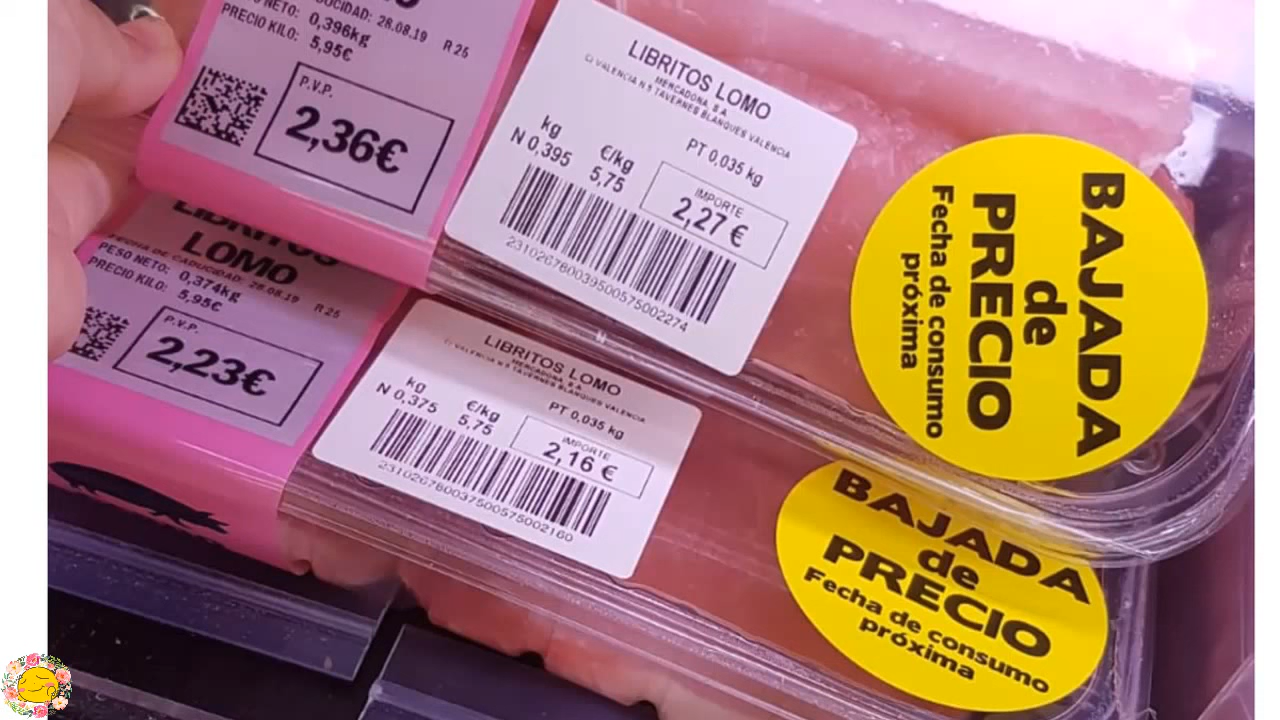 CADUCIDAD: 28.08.19 R 25
PESO NETO: 0,396kg
PRECIO KILO: 5,95€
P.V.P.
2,36€
LIBRITOS LOMO
MERCADONA, S.A.
C/ VALENCIA N 5 TAVERNES BLANQUES VALENCIA
PT 0,035 kg
kg €/kg IMPORTE
N 0,395 5,75 2,27 €
231026780039500575002274
BAJADA
de
PRECIO
Fecha de consumo
próxima
LIBRITOS
LOMO
FECHA DE CADUCIDAD: 28.08.19 R 25
PESO NETO: 0,374kg
PRECIO KILO: 5,95€
P.V.P.
2,23€
LIBRITOS LOMO
MERCADONA, S.A.
C/ VALENCIA N 5 TAVERNES BLANQUES VALENCIA
PT 0,035 kg
kg €/kg IMPORTE
N 0,375 5,75 2,16 €
231026780037500575002160
BAJADA
de
PRECIO
Fecha de consumo
próxima